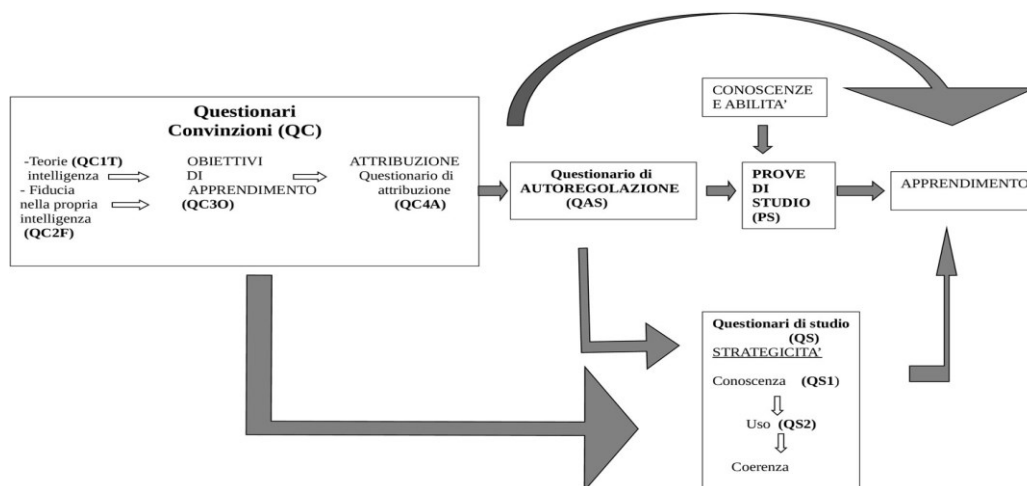 Questionari
Convinzioni (QC)
-Teorie (QC1T)
intelligenza
- Fiducia
nella propria
intelligenza
(QC2F)
OBIETTIVI
DI
APPRENDIMENTO
(QC3O)
ATTRIBUZIONE
Questionario di
attribuzione
(QC4A)
Questionario di
AUTOREGOLAZIONE
(QAS)
CONOSCENZE
E ABILITA'
PROVE
DI
STUDIO
(PS)
APPRENDIMENTO
Questionari di studio
(QS)
STRATEGICITA'
Conoscenza (QS1)
Uso (QS2)
Coerenza